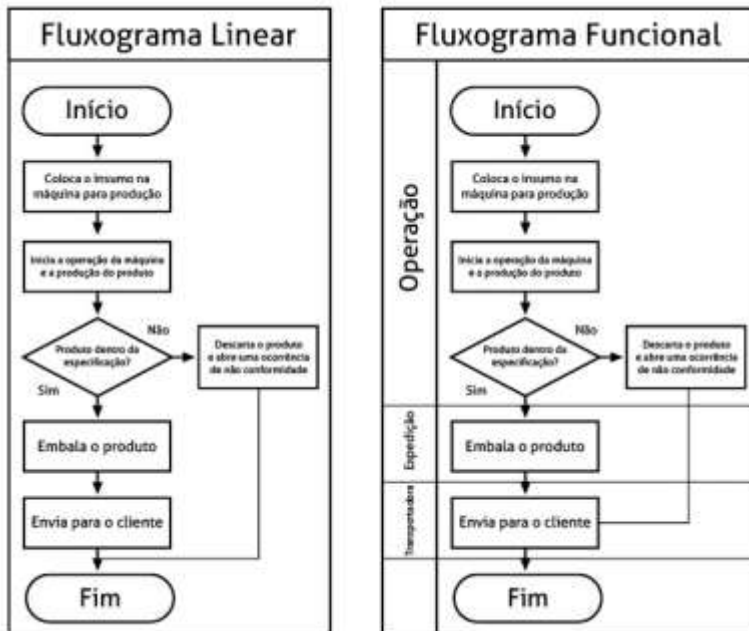 Fluxograma Linear
Início
Coloca o insumo na
máquina para produção
Inicia a operação da máquina
e a produção do produto
Produto dentro da
especificação?
Não
Sim
Descarta o produto
e abre uma ocorrência
de não conformidade
Embala o produto
Envia para o cliente
Fim
Fluxograma Funcional
Operação
Início
Coloca o insumo na
máquina para produção
Inicia a operação da máquina
e a produção do produto
Produto dentro da
especificação?
Não
Sim
Descarta o produto
e abre uma ocorrência
de não conformidade
Expedição
Embala o produto
Transportadora
Envia para o cliente
Fim